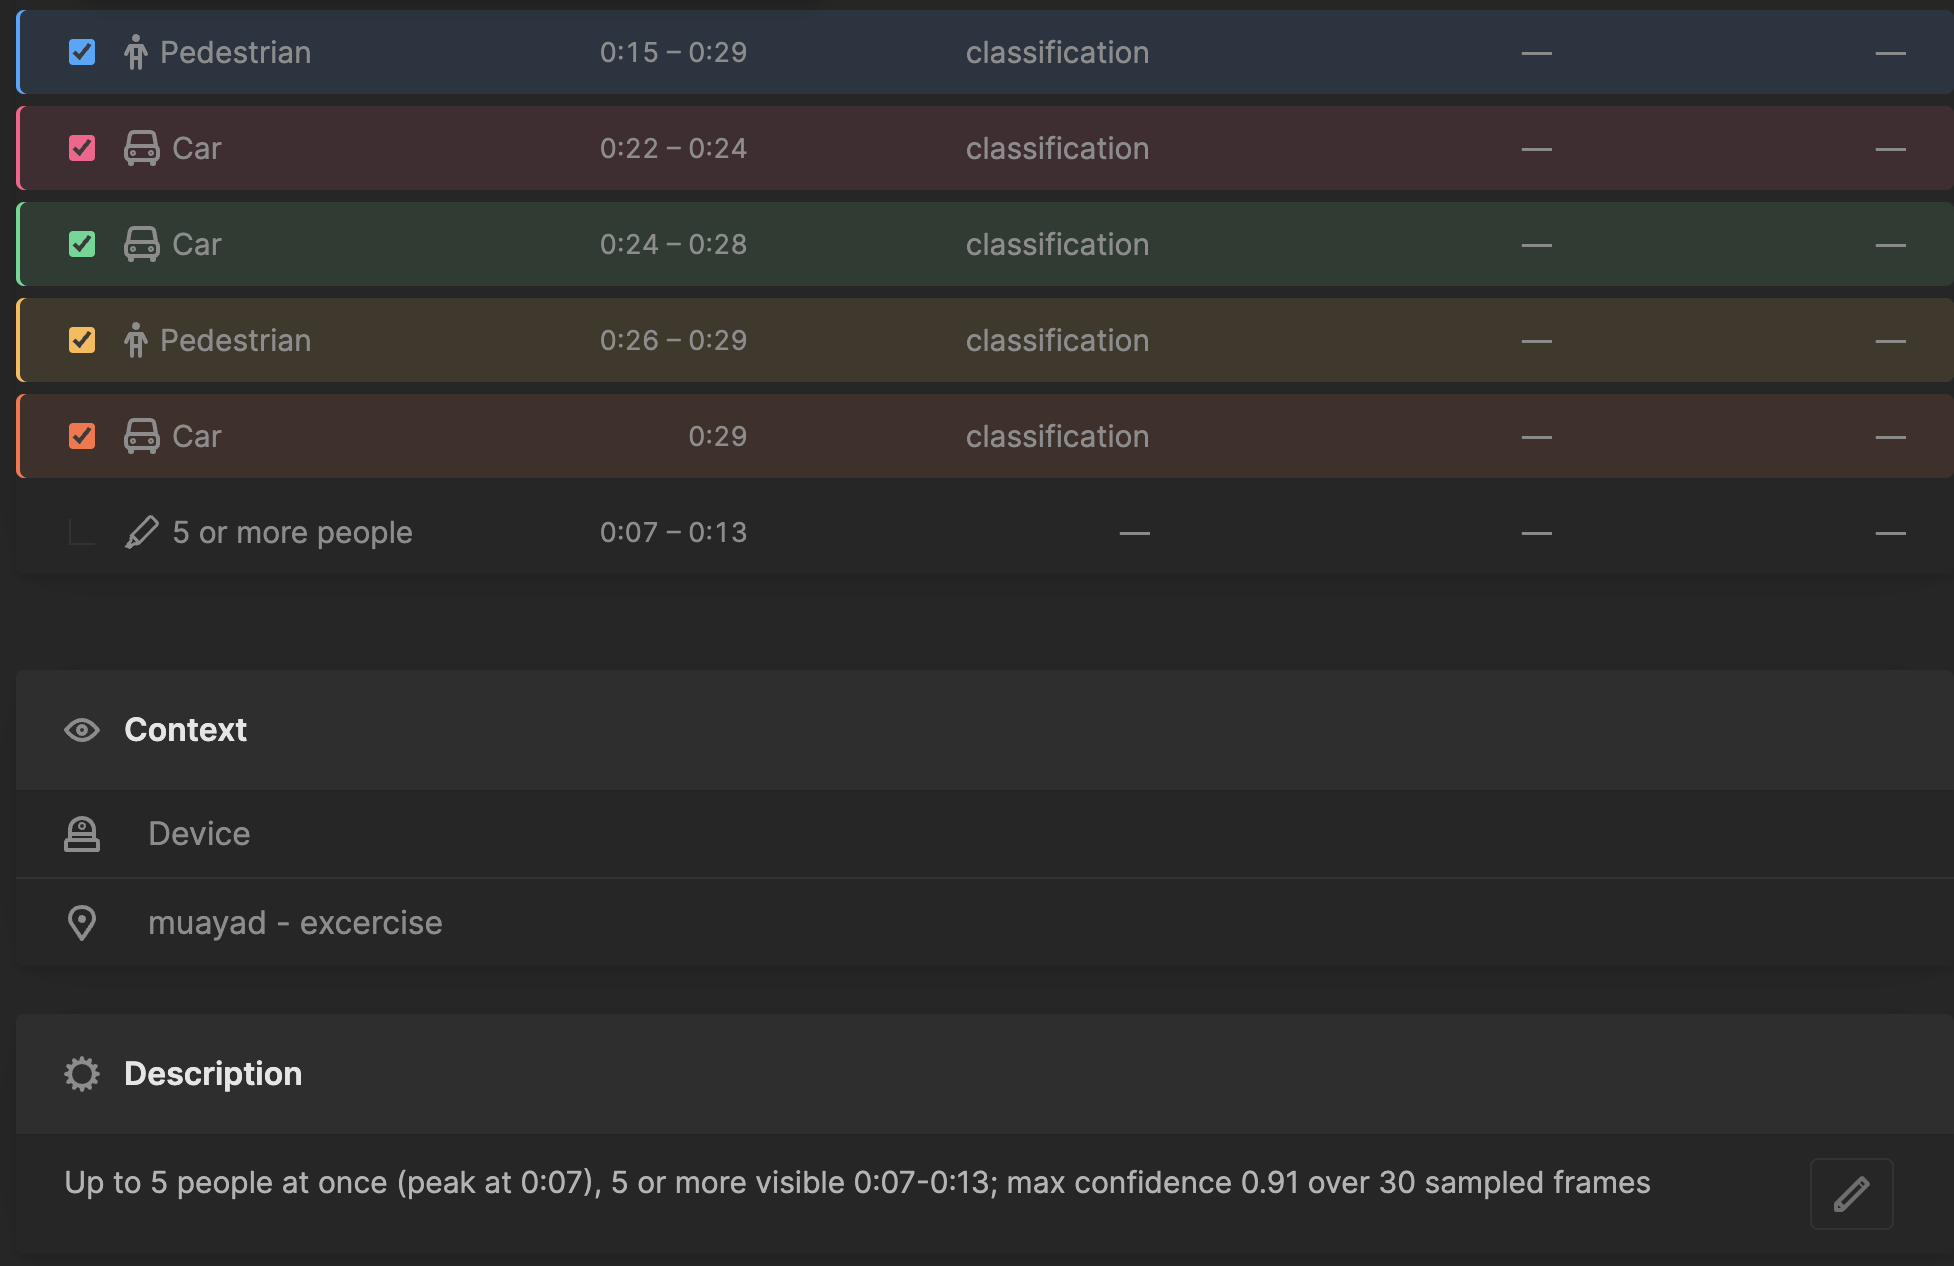 Pedestrian 0:15 – 0:29 classification — —
Car 0:22 – 0:24 classification — —
Car 0:24 – 0:28 classification — —
Pedestrian 0:26 – 0:29 classification — —
Car 0:29 classification — —
5 or more people 0:07 – 0:13 — — —
Context
Device
muayad - excercise
Description
Up to 5 people at once (peak at 0:07), 5 or more visible 0:07-0:13; max confidence 0.91 over 30 sampled frames